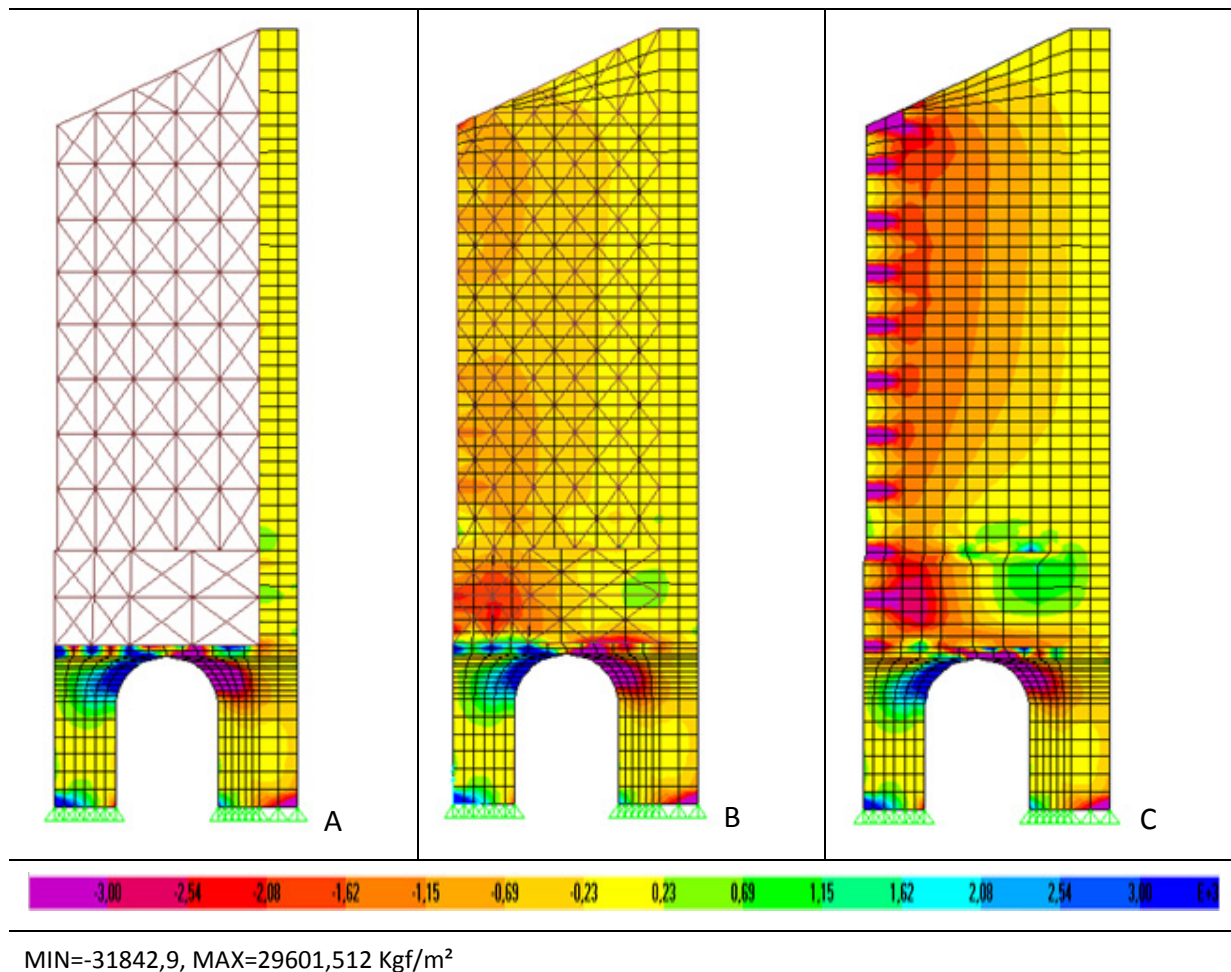 A
B
C
-3,00 -2,54 -2,08 -1,62 -1,15 -0,69 -0,23 0,23 0,69 1,15 1,62 2,08 2,54 3,00 E+3
MIN=-31842,9, MAX=29601,512 Kgf/m²